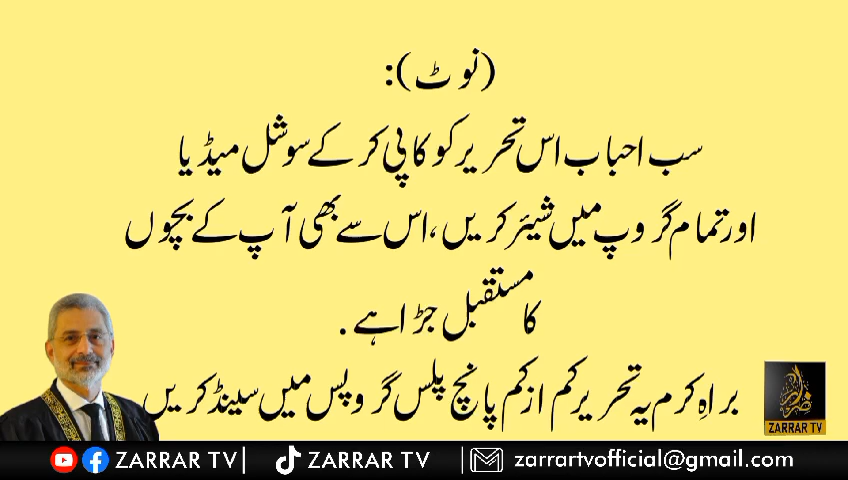 (نوٹ):
سب احباب اس تحریر کو کاپی کر کے سوشل میڈیا
اور تمام گروپ میں شیئر کریں، اس سے بھی آپ کے بچوں
کا مستقبل جڑا ہے.
براہِ کرم یہ تحریر کم از کم پانچ پلس گروپس میں سینڈ کریں
ZARRAR TV
ZARRAR TV| ZARRAR TV | zarrartvofficial@gmail.com